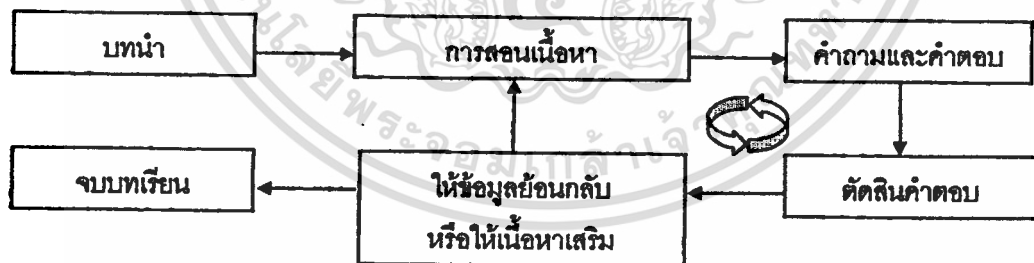 บทนำ
การสอนเนื้อหา
คำถามและคำตอบ
จบบทเรียน
ให้ข้อมูลย้อนกลับ
หรือให้เนื้อหาเสริม
ตัดสินคำตอบ